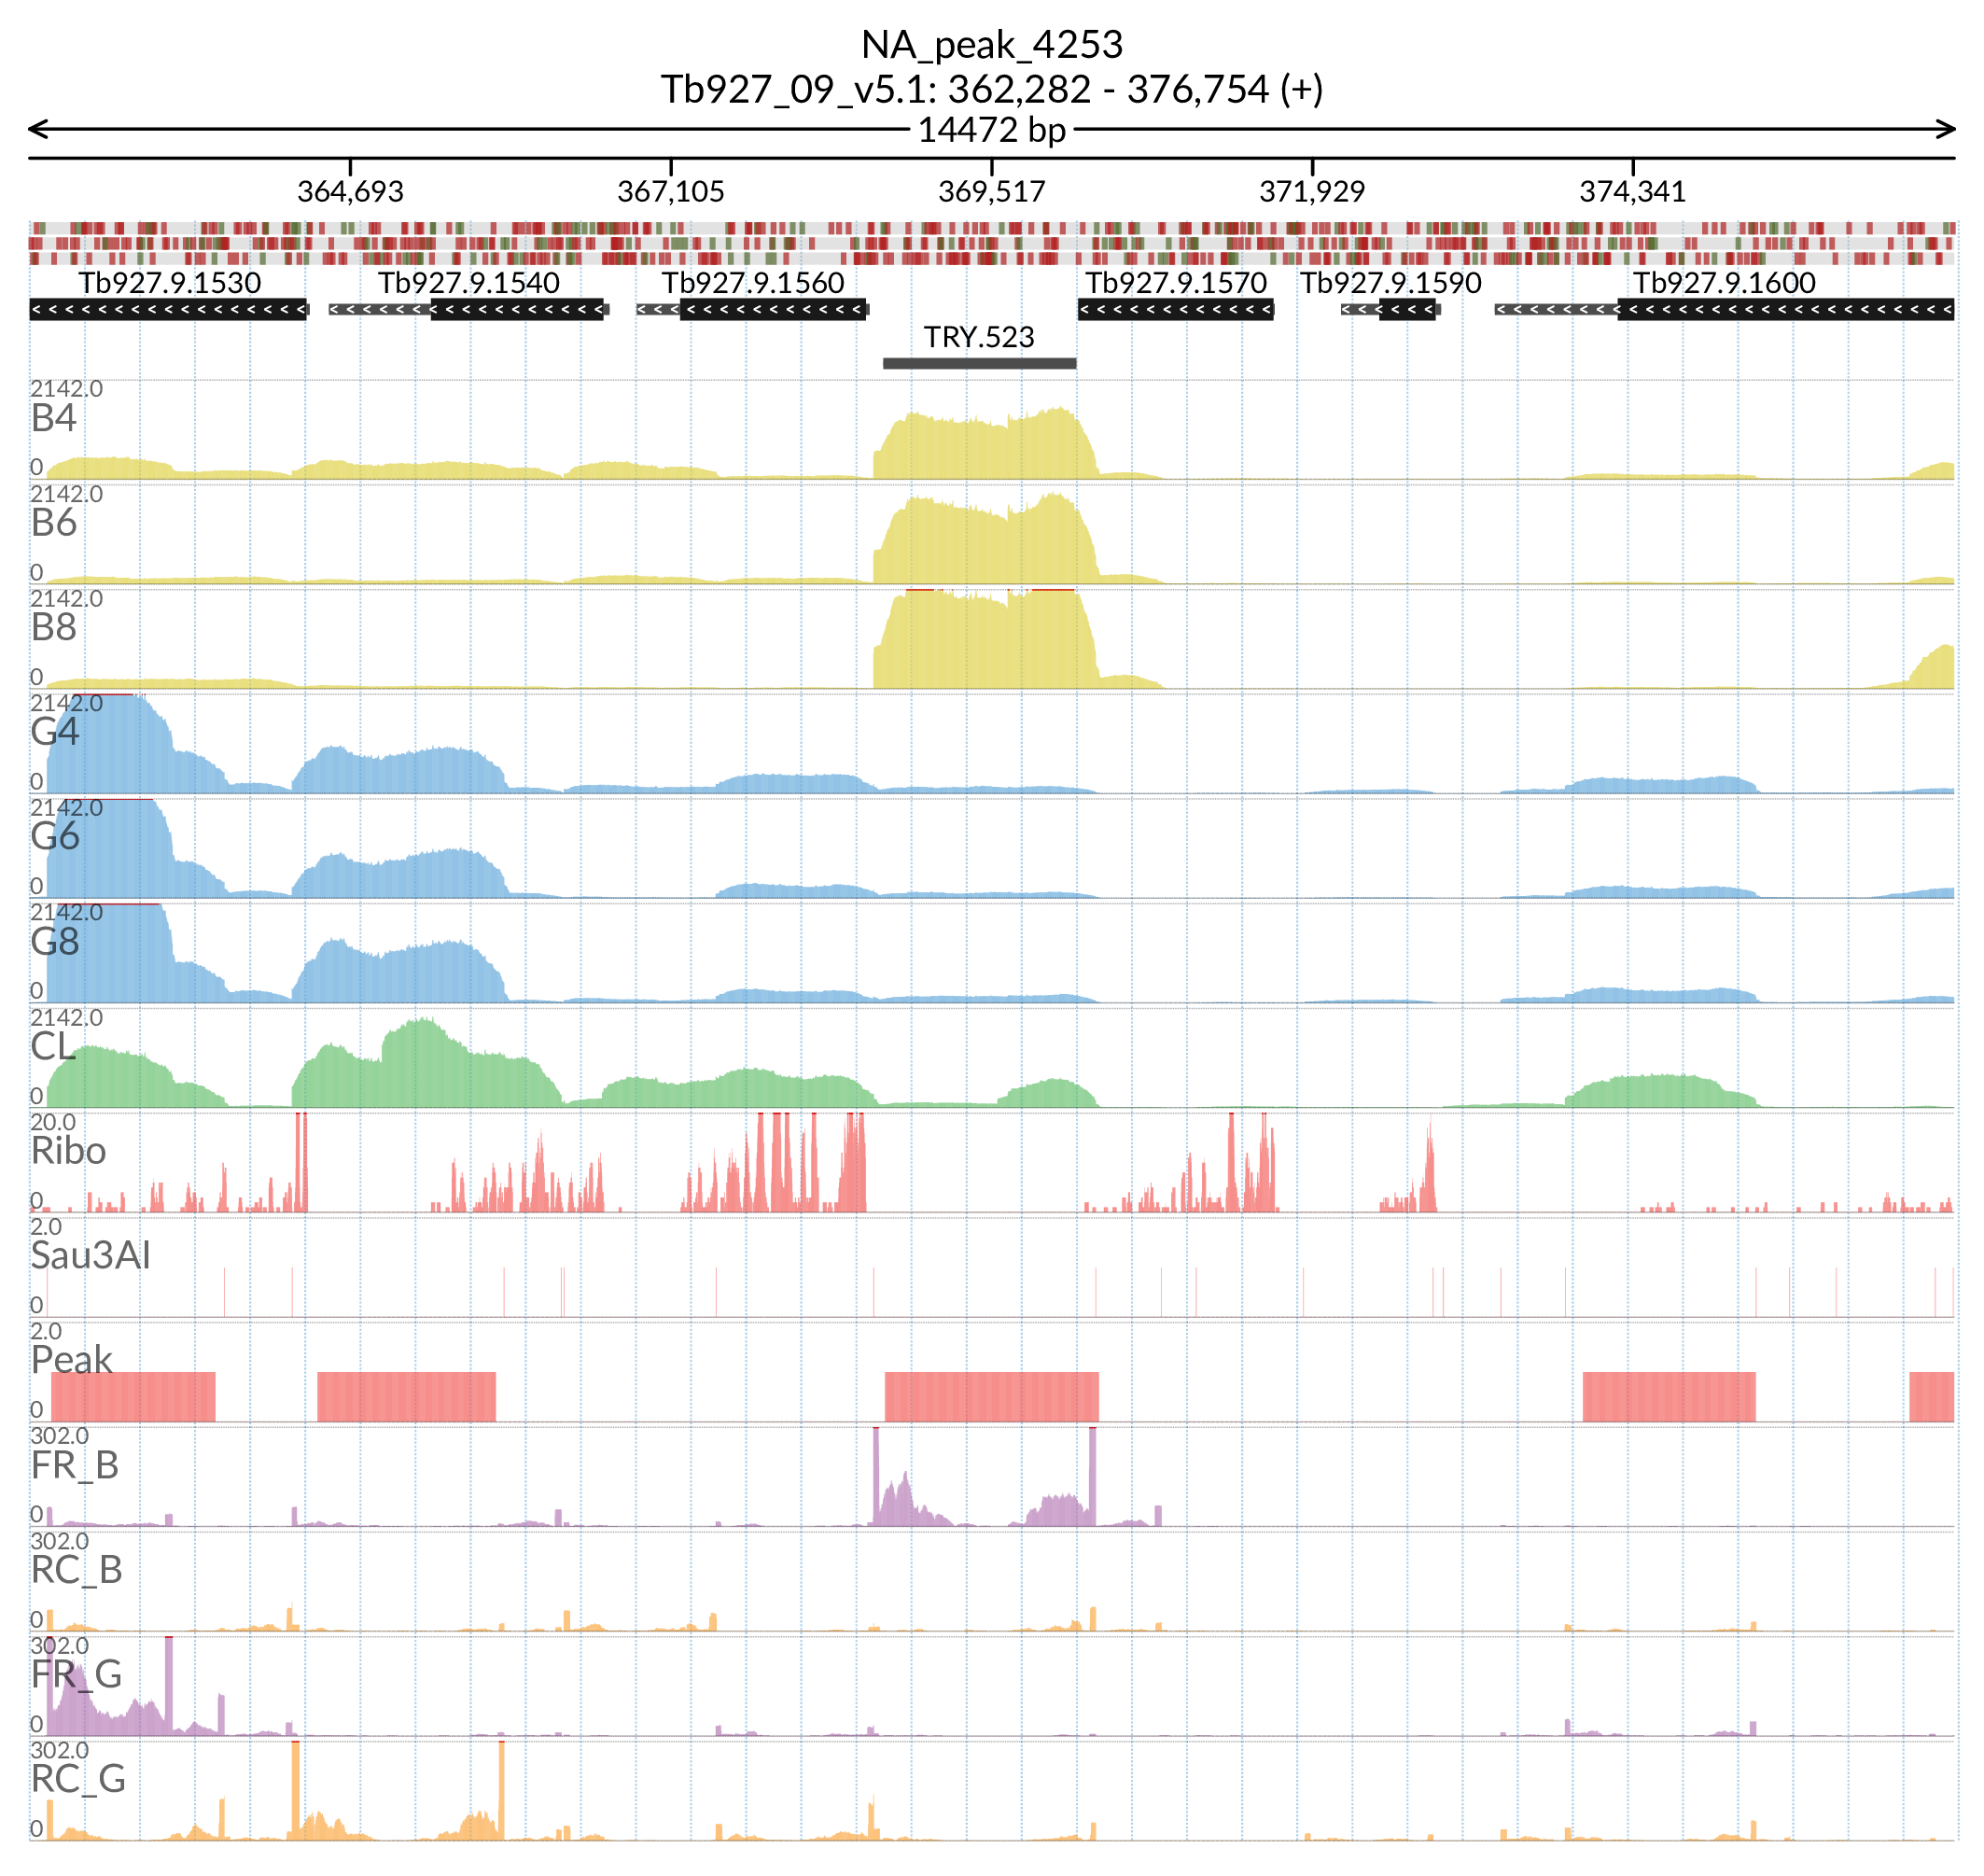 NA_peak_4253
Tb927_09_v5.1: 362,282 - 376,754 (+)
14472 bp
364,693 367,105 369,517 371,929 374,341
Tb927.9.1530 Tb927.9.1540 Tb927.9.1560 Tb927.9.1570 Tb927.9.1590 Tb927.9.1600
TRY.523
2142.0
B4
0
2142.0
B6
0
2142.0
B8
0
2142.0
G4
0
2142.0
G6
0
2142.0
G8
0
2142.0
CL
0
20.0
Ribo
0
2.0
Sau3AI
0
2.0
Peak
0
302.0
FR_B
0
302.0
RC_B
0
302.0
FR_G
0
302.0
RC_G
0